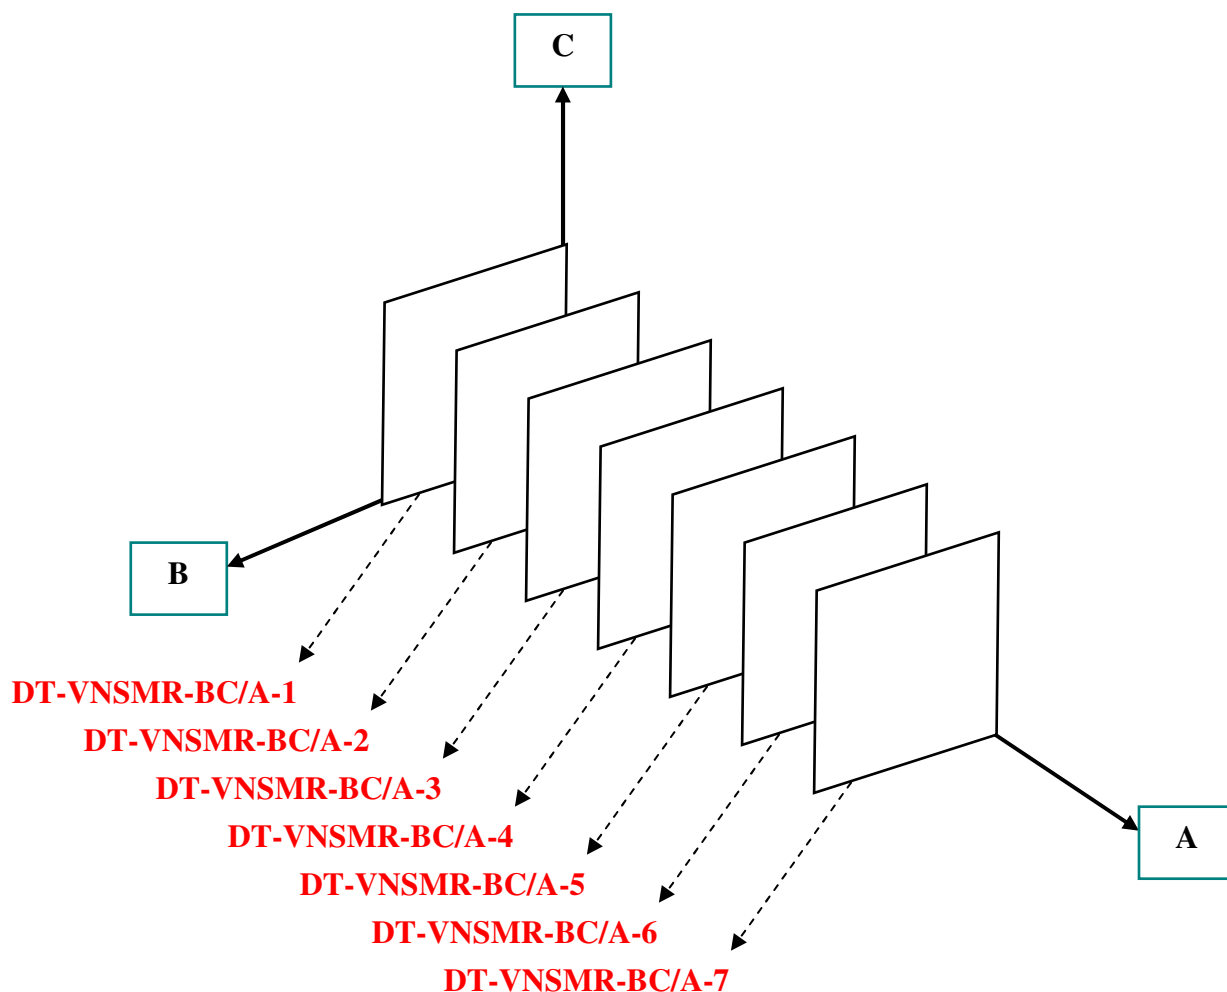 C
B
DT-VNSMR-BC/A-1
DT-VNSMR-BC/A-2
DT-VNSMR-BC/A-3
DT-VNSMR-BC/A-4
A
DT-VNSMR-BC/A-5
DT-VNSMR-BC/A-6
DT-VNSMR-BC/A-7